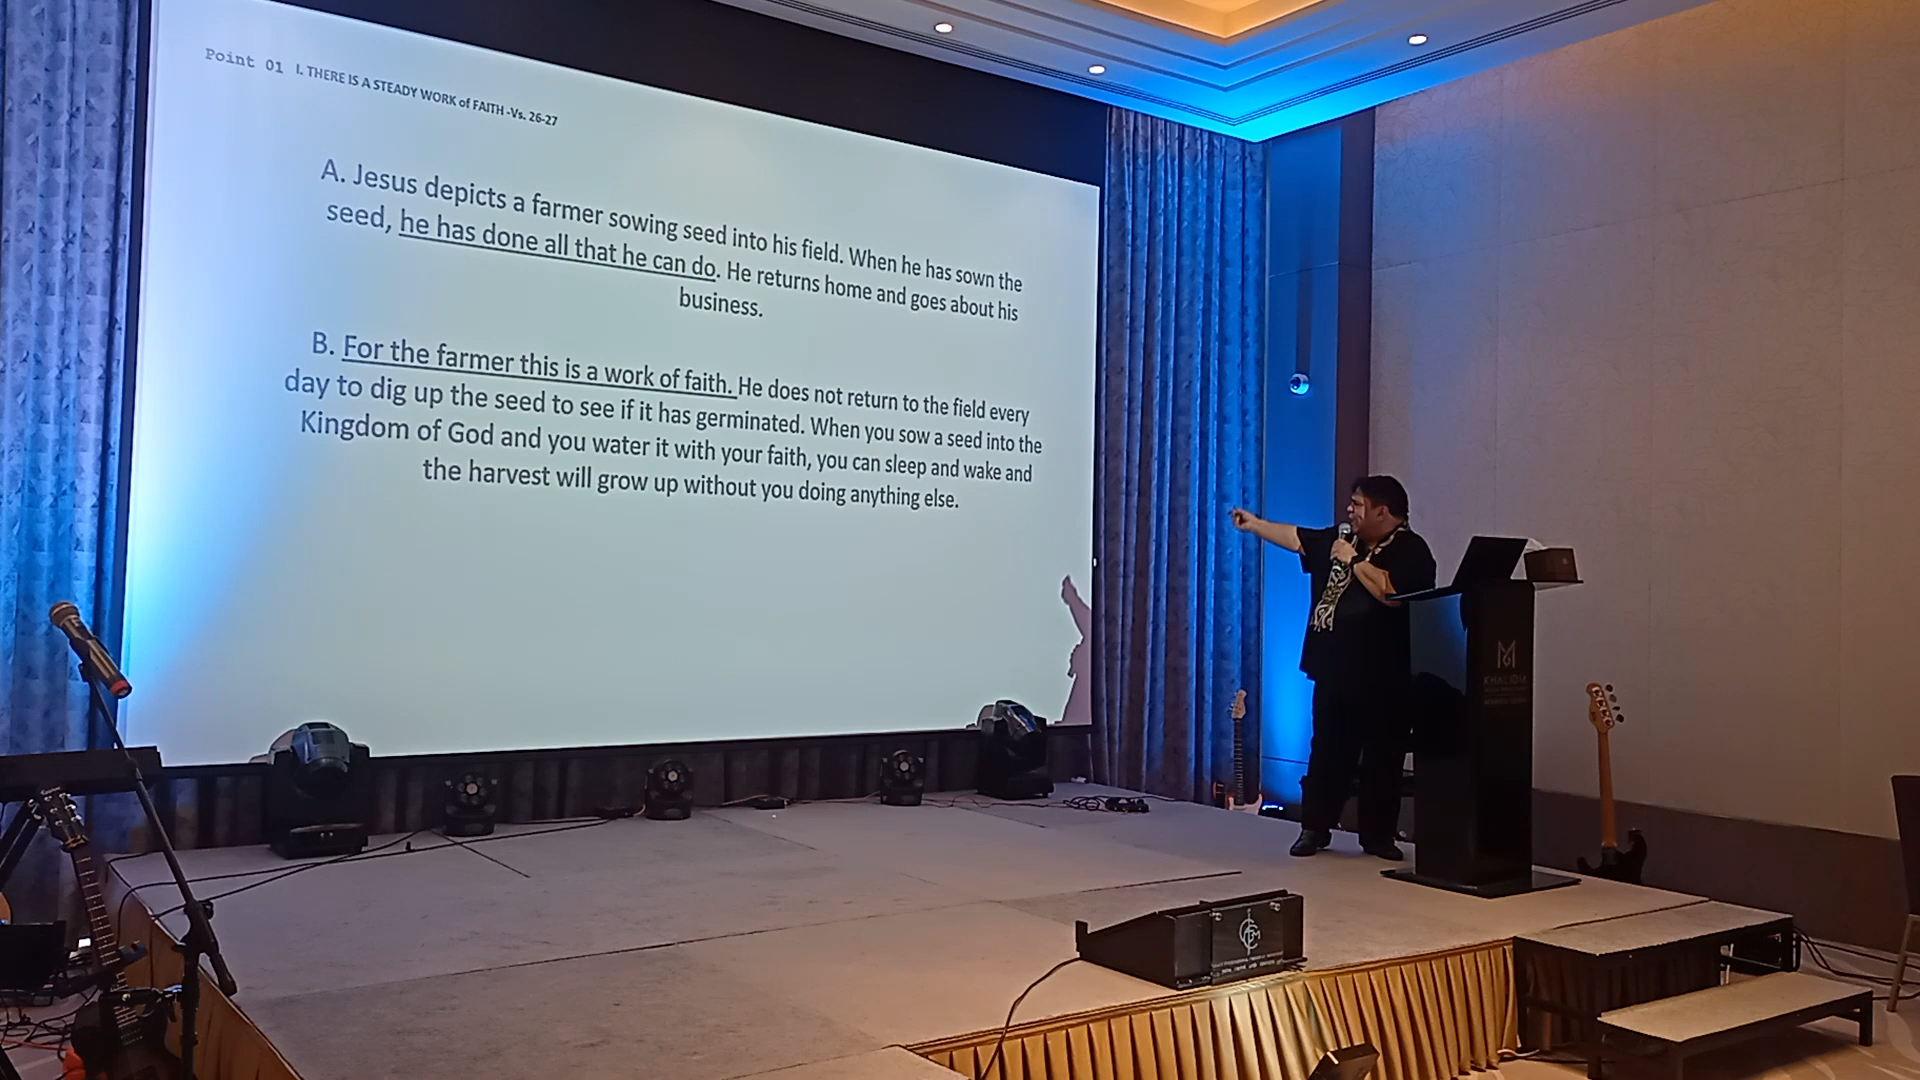 Point 01 I. THERE IS A STEADY WORK of FAITH -Vs. 26-27
A. Jesus depicts a farmer sowing seed into his field. When he has sown the
seed, he has done all that he can do. He returns home and goes about his
business.
B. For the farmer this is a work of faith. He does not return to the field every
day to dig up the seed to see if it has germinated. When you sow a seed into the
Kingdom of God and you water it with your faith, you can sleep and wake and
the harvest will grow up without you doing anything else.
KHALIDIA